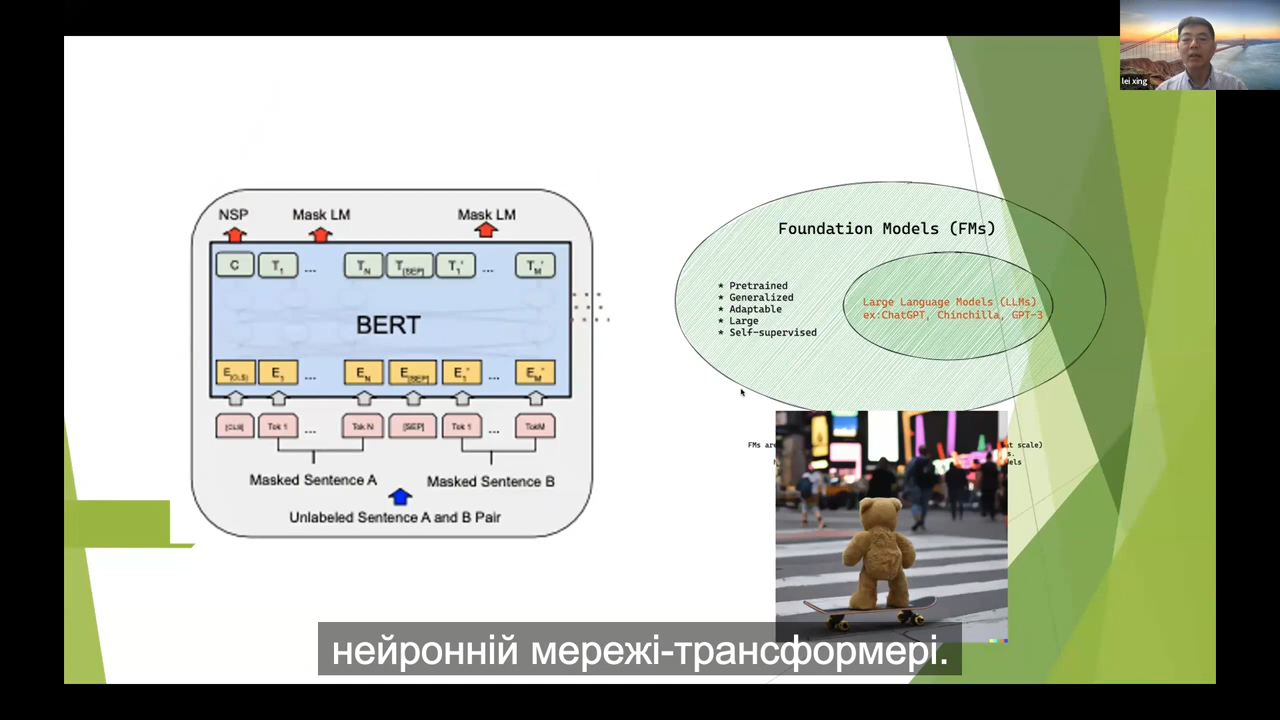 lei xing
NSP Mask LM Mask LM
C T1 ... TN T[SEP] T1' ... TM'
BERT
E[CLS] E1 ... EN E[SEP] E1' ... EM'
[CLS] Tok 1 ... Tok N [SEP] Tok 1 ... TokM
Masked Sentence A Masked Sentence B
Unlabeled Sentence A and B Pair
Foundation Models (FMs)
* Pretrained
* Generalized
* Adaptable
* Large
* Self-supervised
Large Language Models (LLMs)
ex:ChatGPT, Chinchilla, GPT-3
FMs scale)
нейронній мережі-трансформері.